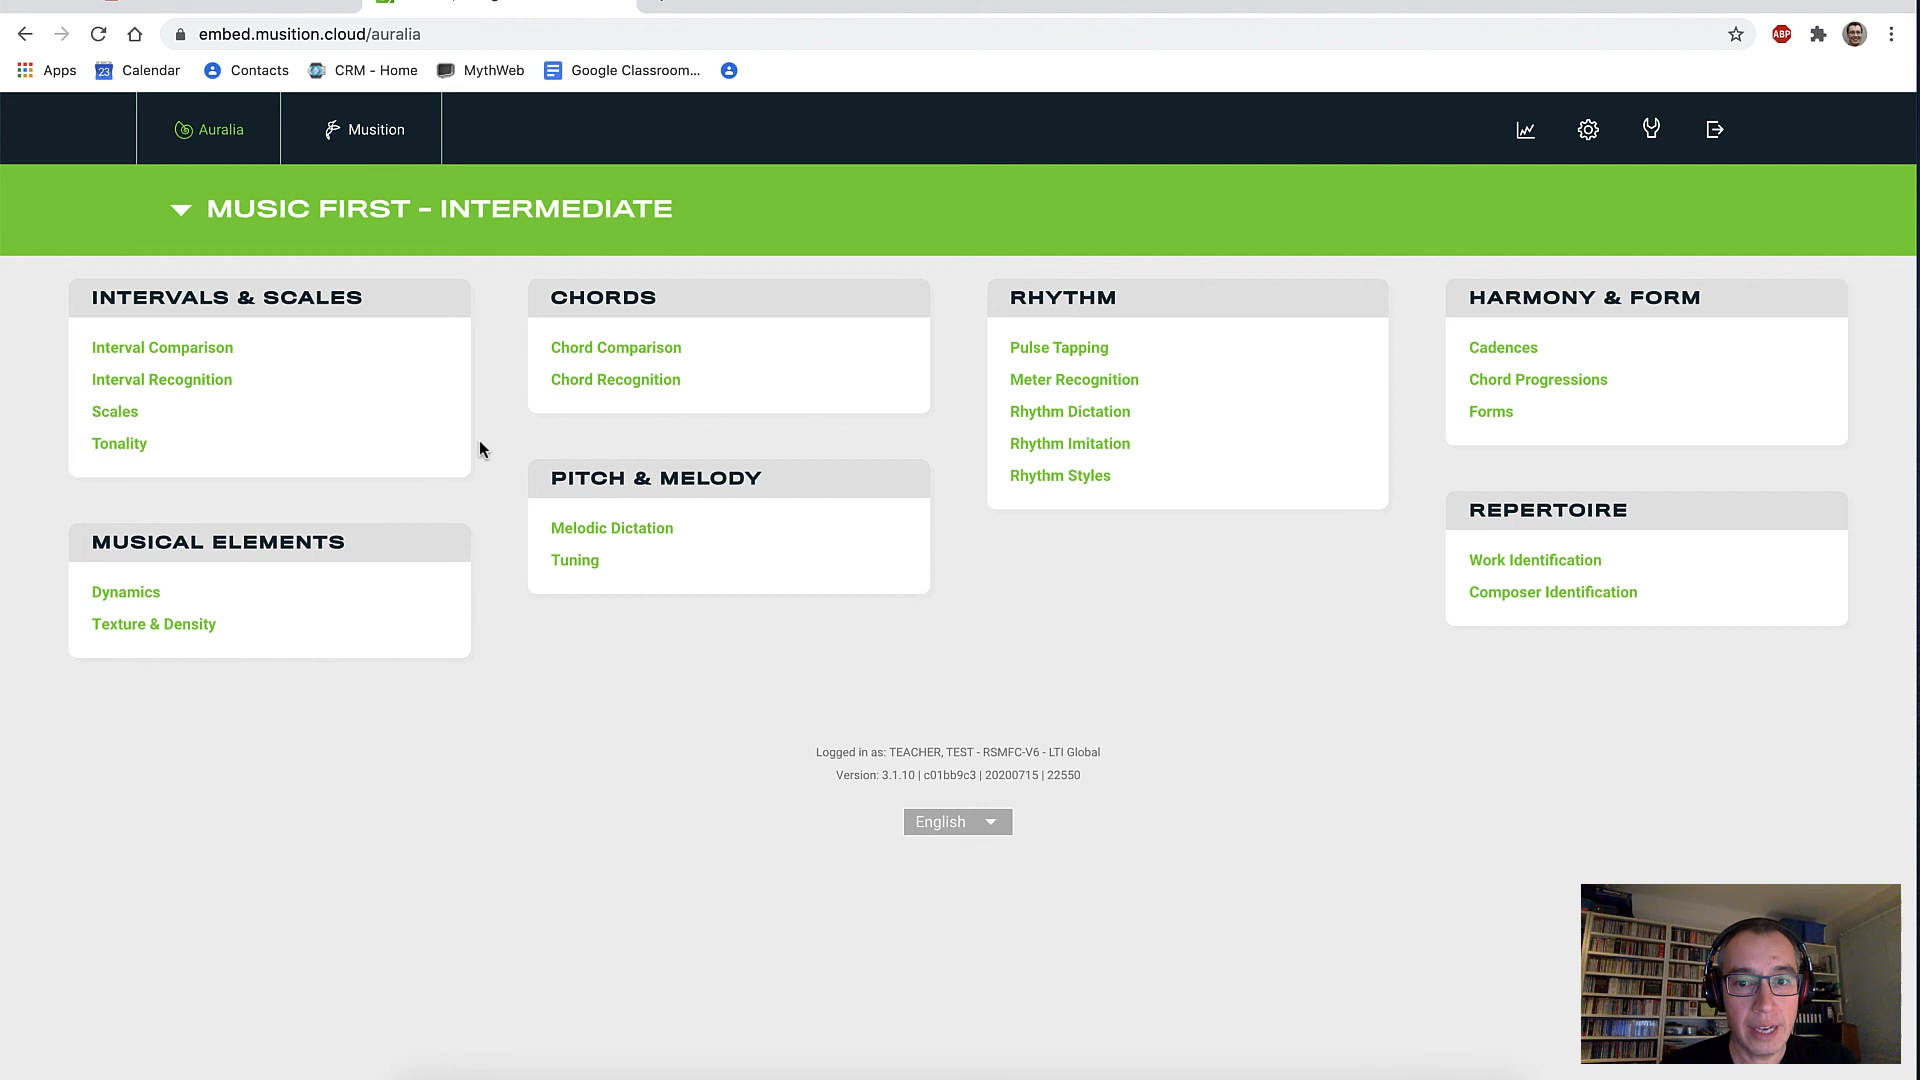 embed.musition.cloud/auralia
ABP
Apps
23
Calendar
Contacts
CRM - Home
MythWeb
Google Classroom...
Auralia
Musition
MUSIC FIRST - INTERMEDIATE
INTERVALS & SCALES
Interval Comparison
Interval Recognition
Scales
Tonality
MUSICAL ELEMENTS
Dynamics
Texture & Density
CHORDS
Chord Comparison
Chord Recognition
PITCH & MELODY
Melodic Dictation
Tuning
RHYTHM
Pulse Tapping
Meter Recognition
Rhythm Dictation
Rhythm Imitation
Rhythm Styles
HARMONY & FORM
Cadences
Chord Progressions
Forms
REPERTOIRE
Work Identification
Composer Identification
Logged in as: TEACHER, TEST - RSMFC-V6 - LTI Global
Version: 3.1.10 | c01bb9c3 | 20200715 | 22550
English